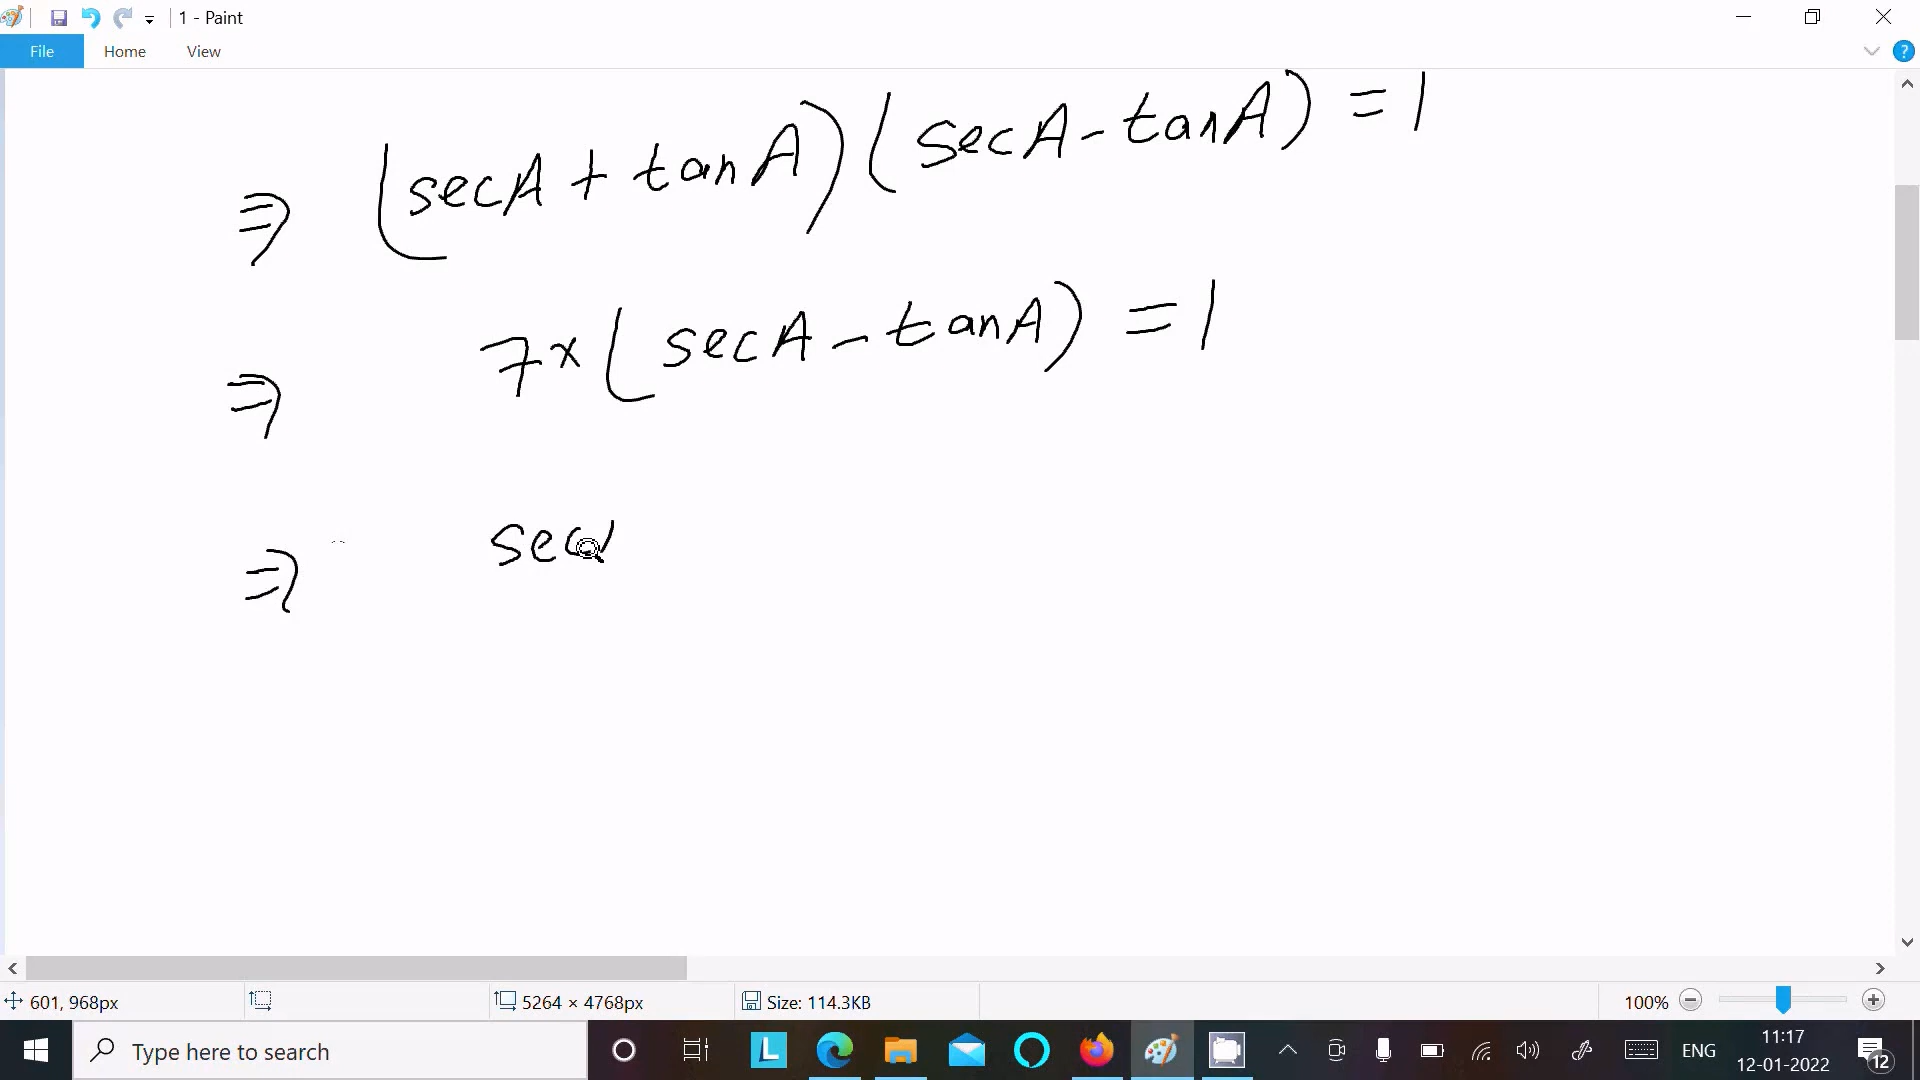 1 - Paint
File Home View
⇒ (secA + tanA) (secA - tanA) = 1
⇒ 7× (secA - tanA) = 1
⇒ sec
601, 968px 5264 × 4768px Size: 114.3KB 100%
Type here to search
L
ENG
11:17
12-01-2022
12